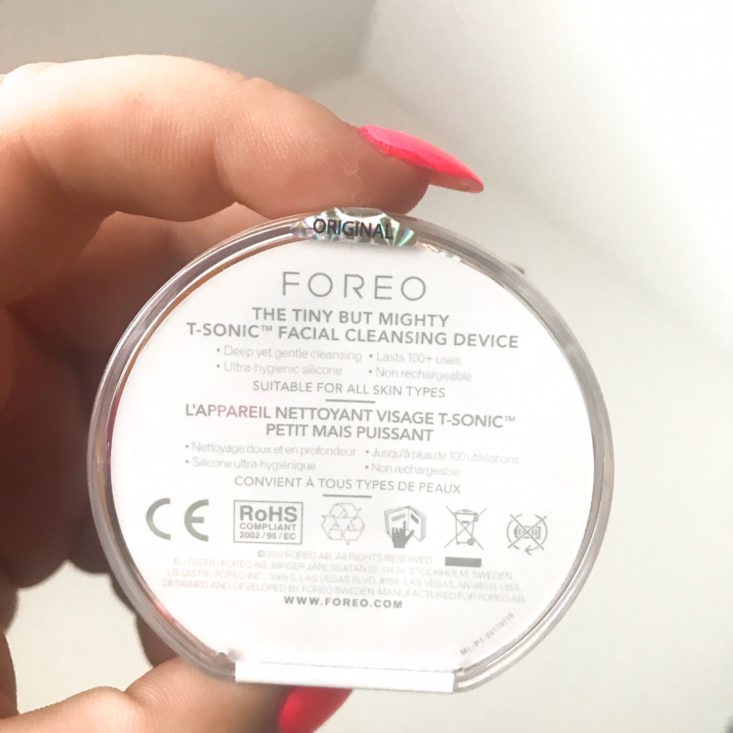 ORIGINAL
FOREO
THE TINY BUT MIGHTY
T-SONIC™ FACIAL CLEANSING DEVICE
• Deep yet gentle cleansing • Lasts 100+ uses
• Ultra-hygienic silicone • Non rechargeable
SUITABLE FOR ALL SKIN TYPES
L'APPAREIL NETTOYANT VISAGE T-SONIC™
PETIT MAIS PUISSANT
• Nettoyage doux et en profondeur • Jusqu'à plus de 100 utilisations
• Silicone ultra-hygiénique • Non rechargeable
CONVIENT À TOUS TYPES DE PEAUX
CE
RoHS
COMPLIANT
2002/95/EC
©2017 FOREO AB. All RIGHTS RESERVED
EU DISTR.: FOREO AB, BIRGER JARLSGATAN 22, 114 34, STOCKHOLM, SWEDEN.
US DISTR.: FOREO INC., S. LAS VEGAS BLVD. LAS VEGAS, NV USA.
DESIGNED AND DEVELOPED BY FOREO SWEDEN. MANUFACTURED FOR FOREO AB.
WWW.FOREO.COM